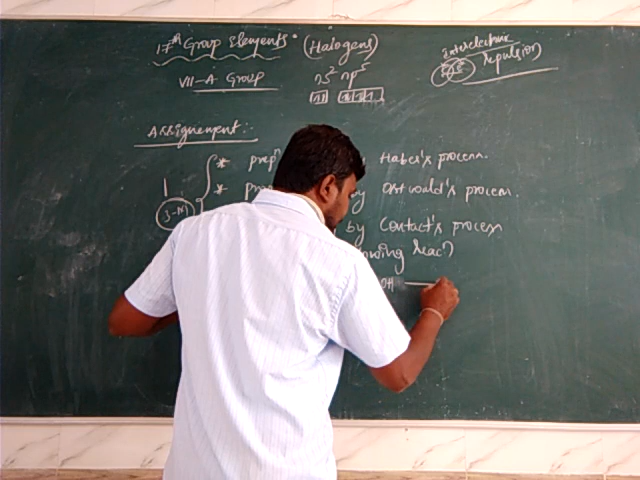 17th Group Elements. (Halogens)
VII-A Group ns² np⁵
Interelectronic
repulsion
Assignement:-
* prepn Haber's process.
1 * by Ostwald's process.
3-M
by Contact's process
reac?
OH